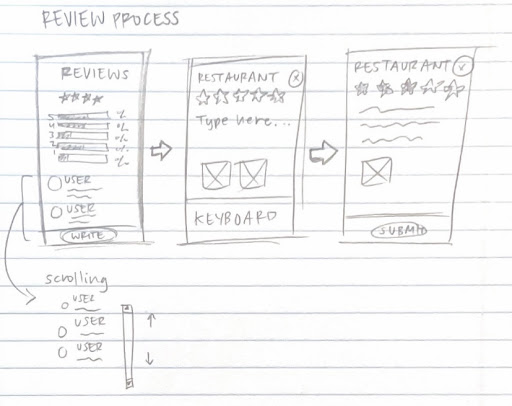 REVIEW PROCESS
REVIEWS
5 %
4 %
3 %
2 %
1 %
USER
USER
WRITE
RESTAURANT X
Type here...
KEYBOARD
RESTAURANT
SUBMIT
scrolling
USER
USER
USER